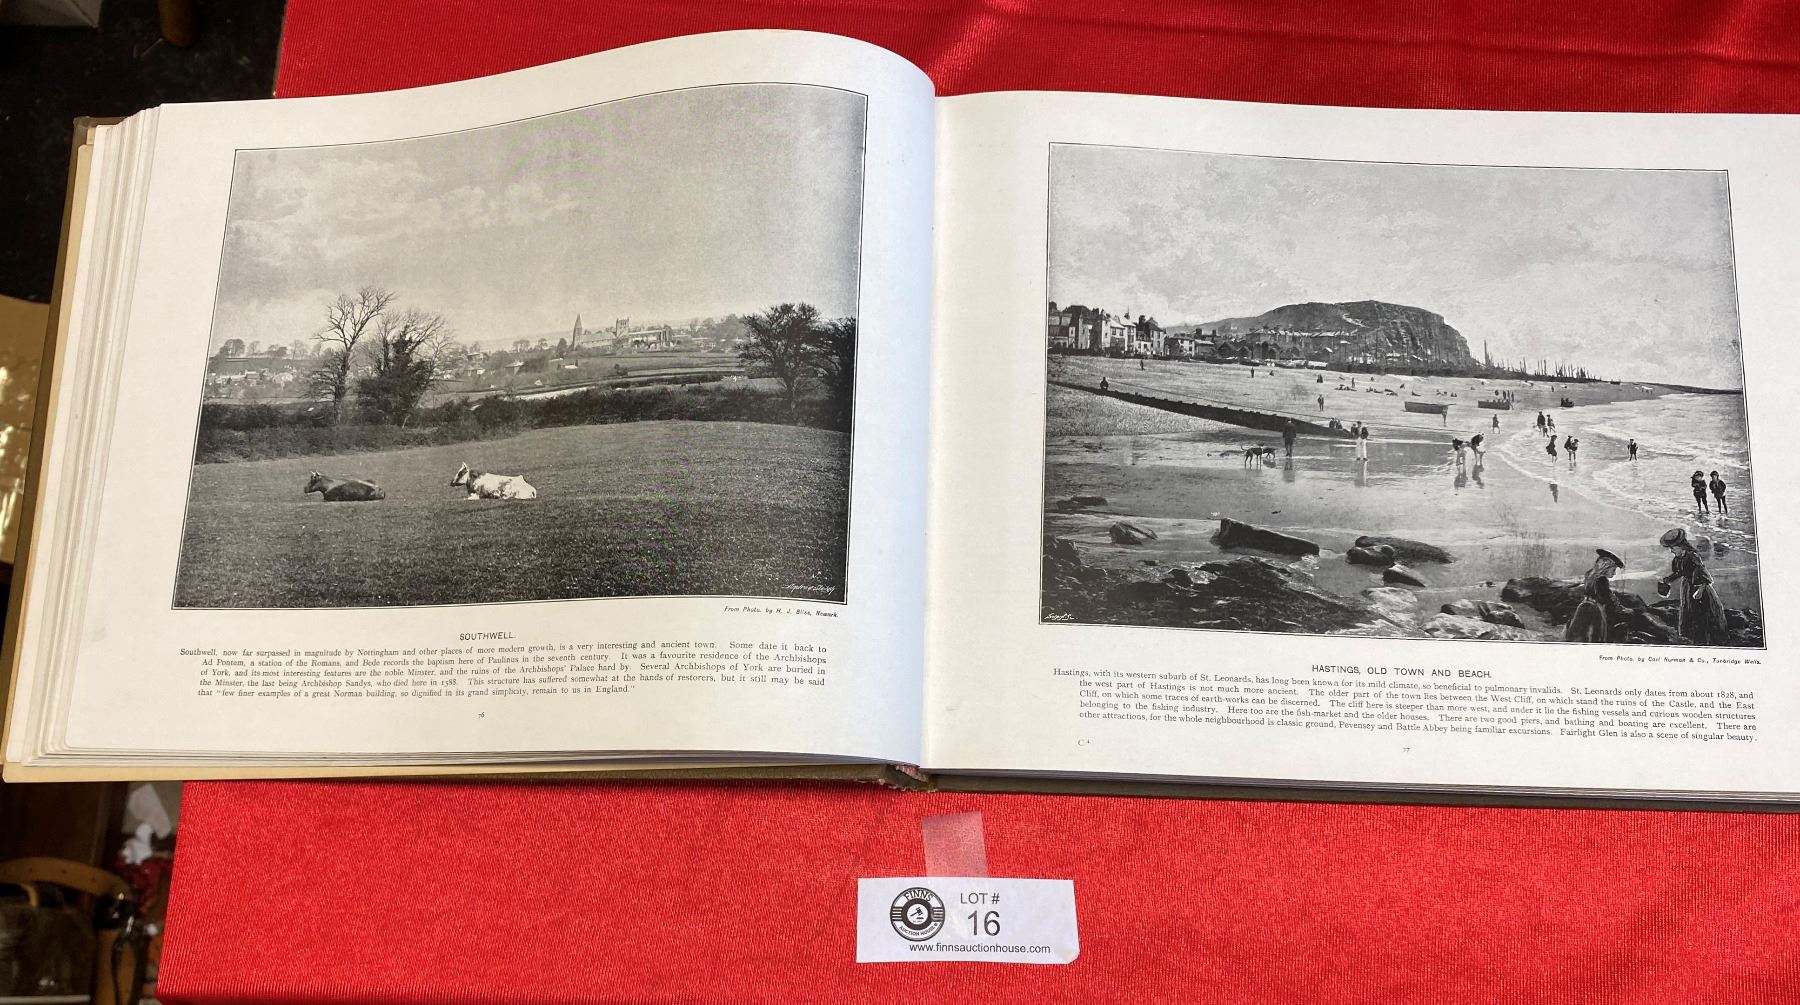 From Photo. by H. J. Bliss, Newark.
SOUTHWELL.
Southwell, now far surpassed in magnitude by Nottingham and other places of more modern growth, is a very interesting and ancient town. Some date it back to
Ad Pontem, a station of the Romans, and Bede records the baptism here of Paulinus in the seventh century. It was a favourite residence of the Archbishops
of York, and its most interesting features are the noble Minster, and the ruins of the Archbishops' Palace hard by. Several Archbishops of York are buried in
the Minster, the last being Archbishop Sandys, who died here in 1588. This structure has suffered somewhat at the hands of restorers, but it still may be said
that "few finer examples of a great Norman building, so dignified in its grand simplicity, remain to us in England."
76
From Photo. by Carl Norman & Co., Tunbridge Wells.
HASTINGS, OLD TOWN AND BEACH.
Hastings, with its western suburb of St. Leonards, has long been known for its mild climate, so beneficial to pulmonary invalids. St. Leonards only dates from about 1828, and
the west part of Hastings is not much more ancient. The older part of the town lies between the West Cliff, on which stand the ruins of the Castle, and the East
Cliff, on which some traces of earth-works can be discerned. The cliff here is steeper than more west, and under it lie the fishing vessels and curious wooden structures
belonging to the fishing industry. Here too are the fish-market and the older houses. There are two good piers, and bathing and boating are excellent. There are
other attractions, for the whole neighbourhood is classic ground, Pevensey and Battle Abbey being familiar excursions. Fairlight Glen is also a scene of singular beauty.
C 4
77
FINNS
AUCTION HOUSE
LOT #
16
www.finnsauctionhouse.com